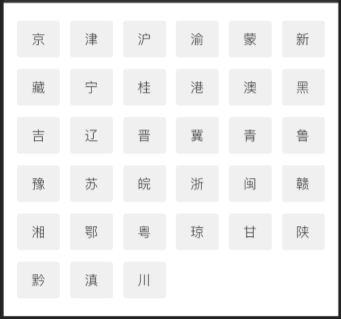 京 津 沪 渝 蒙 新
藏 宁 桂 港 澳 黑
吉 辽 晋 冀 青 鲁
豫 苏 皖 浙 闽 赣
湘 鄂 粤 琼 甘 陕
黔 滇 川